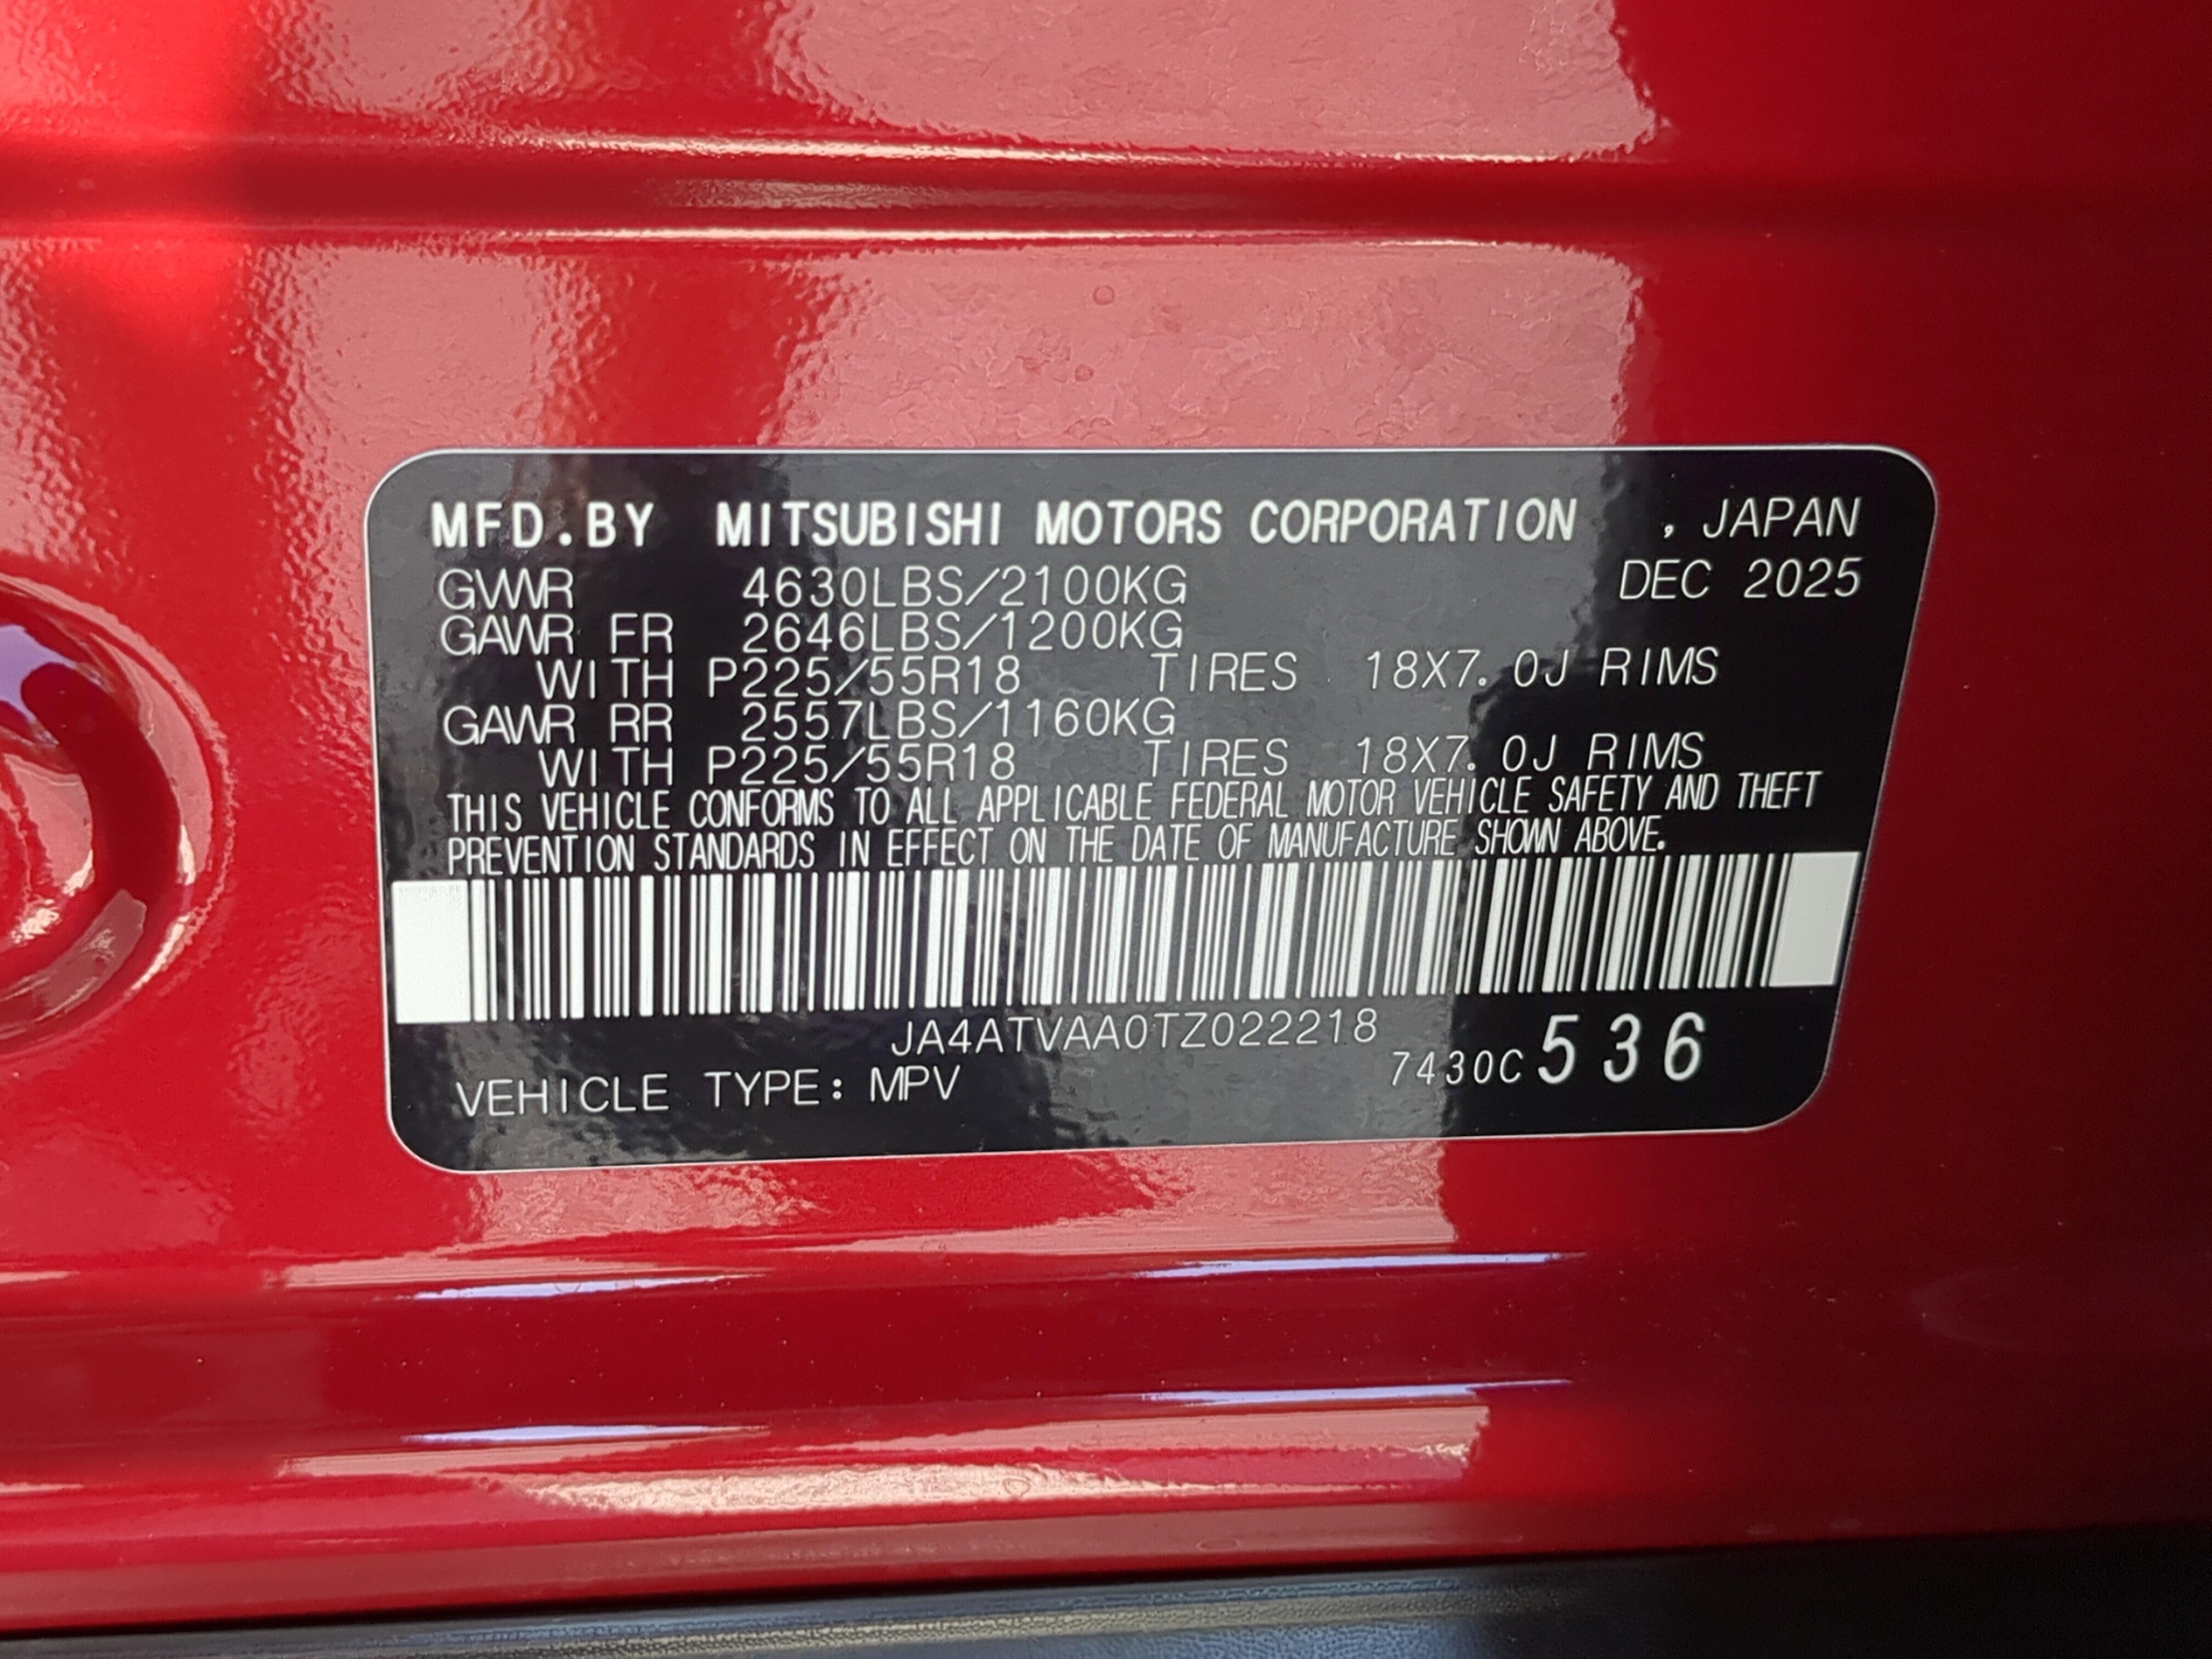 MFD.BY MITSUBISHI MOTORS CORPORATION , JAPAN
DEC 2025
GVWR 4630LBS/2100KG
GAWR FR 2646LBS/1200KG
WITH P225/55R18 TIRES 18X7.0J RIMS
GAWR RR 2557LBS/1160KG
WITH P225/55R18 TIRES 18X7.0J RIMS
THIS VEHICLE CONFORMS TO ALL APPLICABLE FEDERAL MOTOR VEHICLE SAFETY AND THEFT
PREVENTION STANDARDS IN EFFECT ON THE DATE OF MANUFACTURE SHOWN ABOVE.
JA4ATVAA0TZ022218
7430C 536
VEHICLE TYPE: MPV